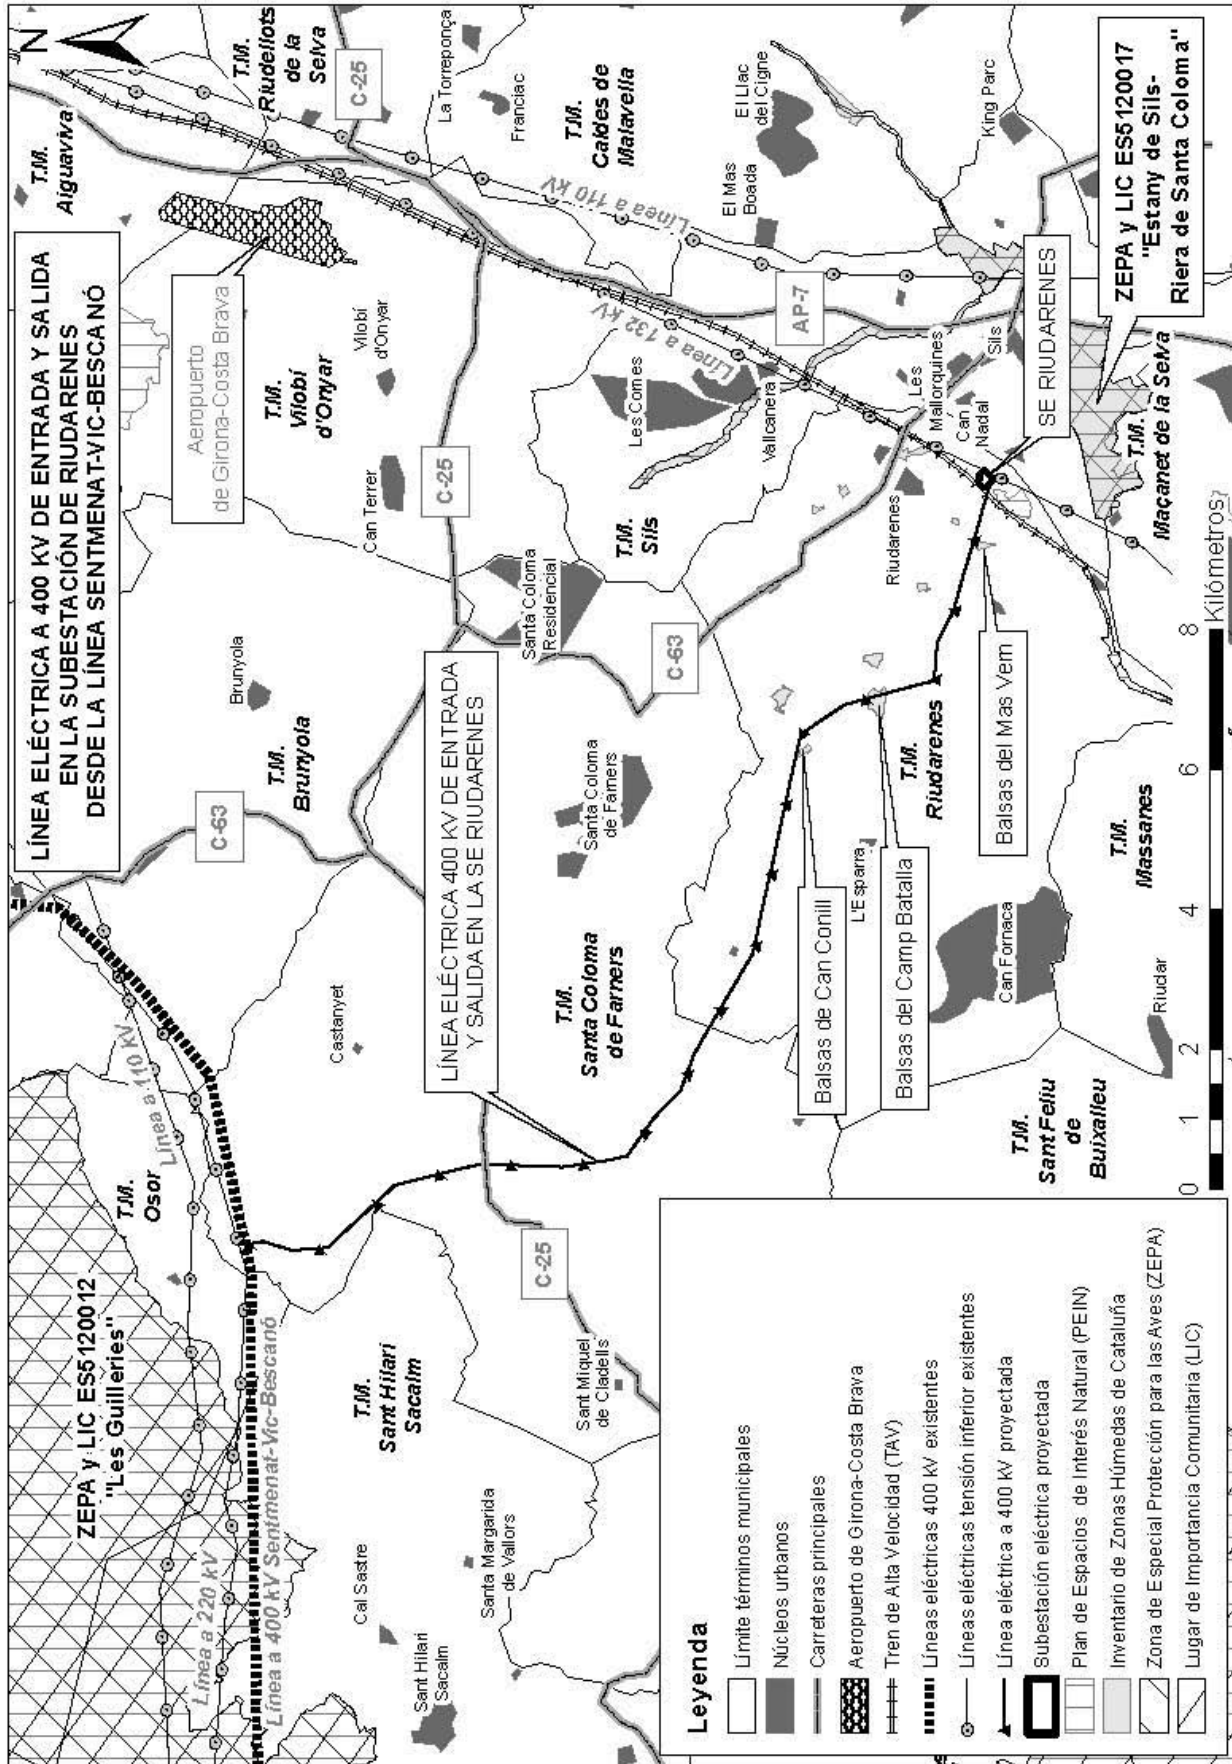 LÍNEA ELÉCTRICA A 400 KV DE ENTRADA Y SALIDA
EN LA SUBESTACIÓN DE RIUDARENES
DESDE LA LÍNEA SENTMENAT-VIC-BESCANÓ
N
ZEPA y LIC ES5120012
"Les Guilleries"
Línea a 220 kV
Línea a 400 kV Sentmenat-Vic-Bescanó
Línea a 110 kV
T.M.
Osor
C-63
T.M.
Brunyola
Brunyola
Aeropuerto
de Girona-Costa Brava
T.M.
Aiguaviva
T.M.
Riudellots
de la
Selva
C-25
La Torreponça
Franciac
T.M.
Vilobí
d'Onyar
Vilobí
d'Onyar
Can Terrer
C-25
Castanyet
Cal Sastre
Sant Hilari
Sacalm
T.M.
Sant Hilari
Sacalm
Santa Margarida
de Vallors
Sant Miquel
de Cladells
C-25
LÍNEA ELÉCTRICA 400 KV DE ENTRADA
Y SALIDA EN LA SE RIUDARENES
Santa Coloma
Residencial
T.M.
Caldes de
Malavella
Línea a 110 kV
Línea a 132 kV
El Mas
Boada
El Llac
del Cigne
Les Comes
Vallcanera
AP-7
T.M.
Sils
C-63
Santa Coloma
de Farners
T.M.
Santa Coloma
de Farners
King Parc
Les
Mallorquines
Sils
Can
Nadal
Riudarenes
SE RIUDARENES
ZEPA y LIC ES5120017
"Estany de Sils-
Riera de Santa Coloma"
T.M.
Maçanet de la Selva
T.M.
Riudarenes
L'Esparra
Balsas de Can Conill
Balsas del Camp Batalla
Balsas del Mas Vern
Can Fornaca
T.M.
Massanes
Riudar
T.M.
Sant Feliu
de
Buixalleu
0 1 2 4 6 8
Kilómetros
Leyenda
Límite términos municipales
Núcleos urbanos
Carreteras principales
Aeropuerto de Girona-Costa Brava
Tren de Alta Velocidad (TAV)
Líneas eléctricas 400 kV existentes
Líneas eléctricas tensión inferior existentes
Línea eléctrica a 400 kV proyectada
Subestación eléctrica proyectada
Plan de Espacios de Interés Natural (PEIN)
Inventario de Zonas Húmedas de Cataluña
Zona de Especial Protección para las Aves (ZEPA)
Lugar de Importancia Comunitaria (LIC)